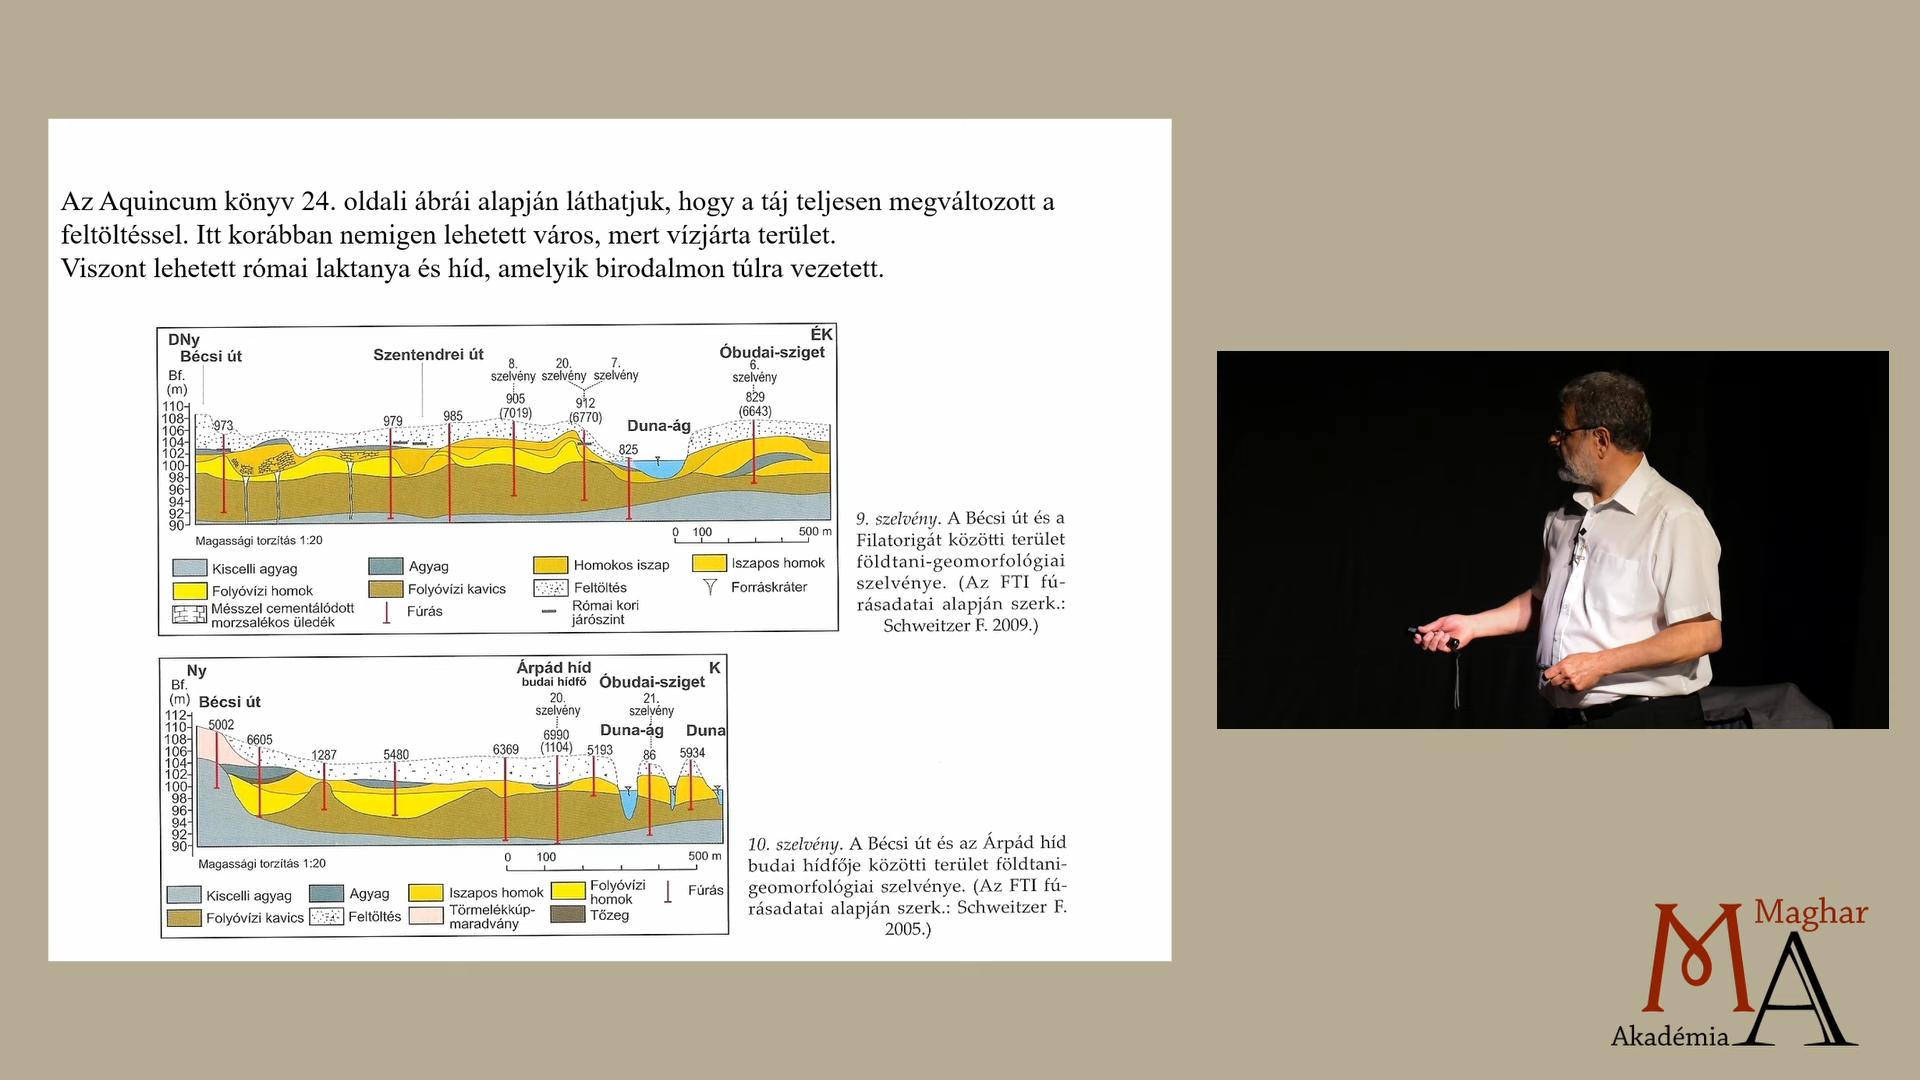 Az Aquincum könyv 24. oldali ábrái alapján láthatjuk, hogy a táj teljesen megváltozott a
feltöltéssel. Itt korábban nemigen lehetett város, mert vízjárta terület.
Viszont lehetett római laktanya és híd, amelyik birodalmon túlra vezetett.
DNy
ÉK
Bécsi út
Szentendrei út
Óbudai-sziget
Bf.
(m)
8.
szelvény
20.
szelvény
7.
szelvény
6.
szelvény
973
979
985
905
(7019)
912
(6770)
825
Duna-ág
829
(6643)
110
108
106
104
102
100
98
96
94
92
90
Magassági torzítás 1:20
0 100 500 m
Kiscelli agyag
Agyag
Homokos iszap
Iszapos homok
Folyóvízi homok
Folyóvízi kavics
Feltöltés
Forráskráter
Mésszel cementálódott
morzsalékos üledék
Fúrás
Római kori
járószint
9. szelvény. A Bécsi út és a
Filatorigát közötti terület
földtani-geomorfológiai
szelvénye. (Az FTI fú-
rásadatai alapján szerk.:
Schweitzer F. 2009.)
Ny
K
Bf.
(m)
Bécsi út
Árpád híd
budai hídfő
Óbudai-sziget
20.
szelvény
21.
szelvény
Duna-ág
Duna
5002
6605
1287
5480
6369
6990
(1104)
5193
86
5934
112
110
108
106
104
102
100
98
96
94
92
90
Magassági torzítás 1:20
0 100 500 m
Kiscelli agyag
Agyag
Iszapos homok
Folyóvízi
homok
Fúrás
Folyóvízi kavics
Feltöltés
Törmelékkúp-
maradvány
Tőzeg
10. szelvény. A Bécsi út és az Árpád híd
budai hídfője közötti terület földtani-
geomorfológiai szelvénye. (Az FTI fú-
rásadatai alapján szerk.: Schweitzer F.
2005.)
Maghar
MA
Akadémia